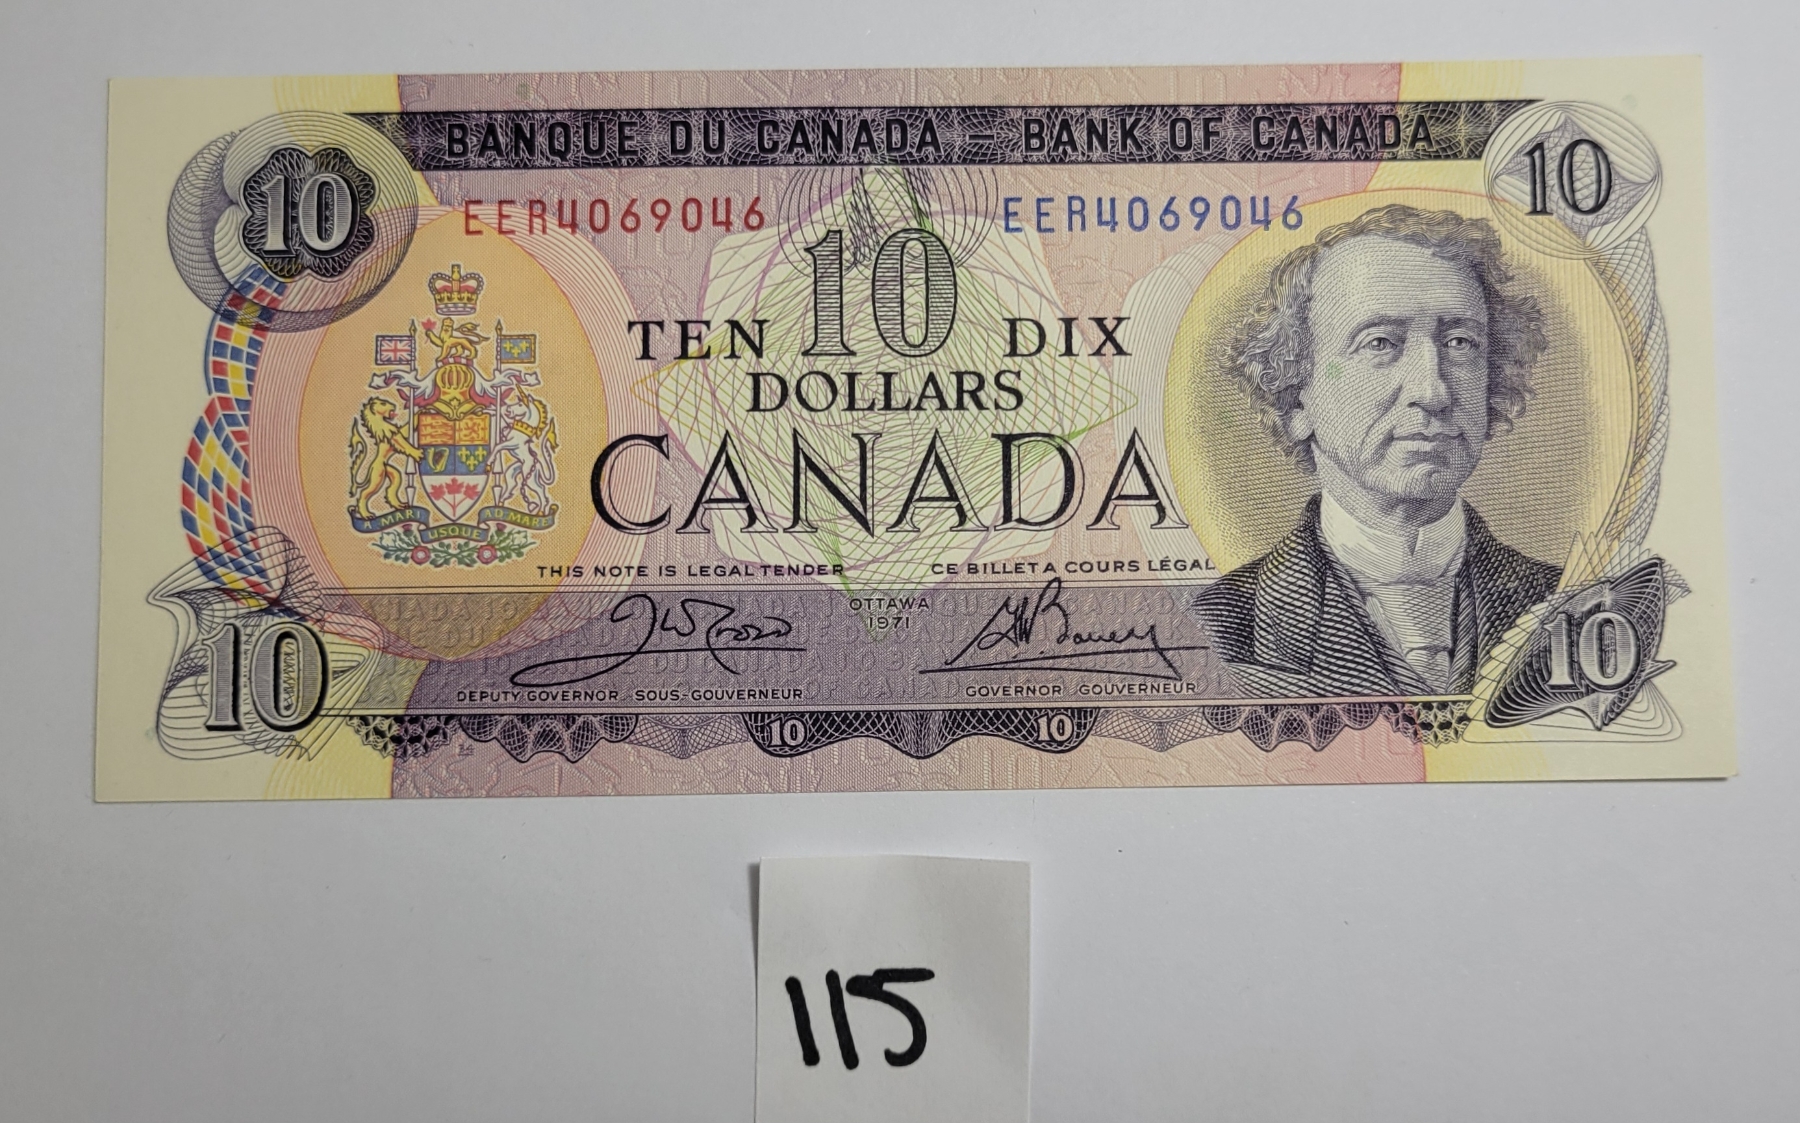 BANQUE DU CANADA – BANK OF CANADA
10 10
EER4069046 EER4069046
TEN 10 DIX
DOLLARS
CANADA
A MARI USQUE AD MARE
THIS NOTE IS LEGAL TENDER CE BILLET A COURS LÉGAL
OTTAWA
1971
DEPUTY GOVERNOR SOUS-GOUVERNEUR GOVERNOR GOUVERNEUR
10 10
10 10
115